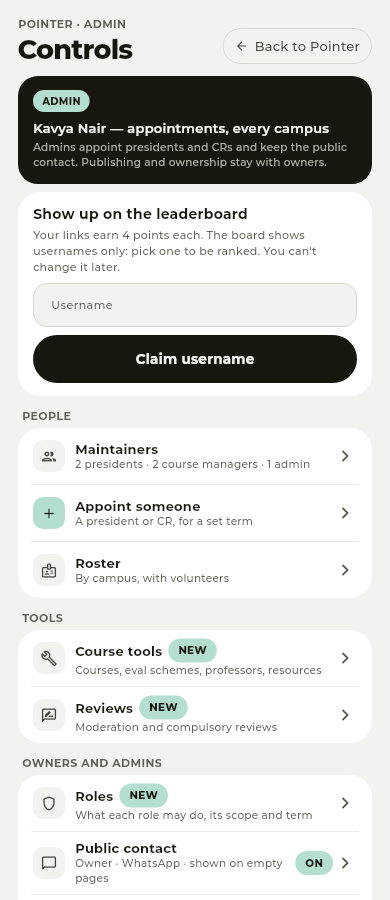 POINTER · ADMIN
Controls
← Back to Pointer
ADMIN
Kavya Nair — appointments, every campus
Admins appoint presidents and CRs and keep the public
contact. Publishing and ownership stay with owners.
Show up on the leaderboard
Your links earn 4 points each. The board shows
usernames only: pick one to be ranked. You can't
change it later.
Username
Claim username
PEOPLE
Maintainers
2 presidents · 2 course managers · 1 admin
Appoint someone
A president or CR, for a set term
Roster
By campus, with volunteers
TOOLS
Course tools NEW
Courses, eval schemes, professors, resources
Reviews NEW
Moderation and compulsory reviews
OWNERS AND ADMINS
Roles NEW
What each role may do, its scope and term
Public contact
Owner · WhatsApp · shown on empty
pages
ON